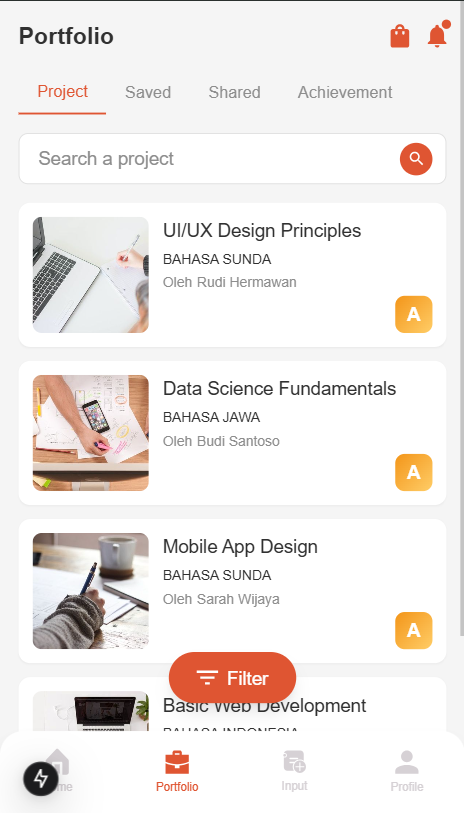 Portfolio
Project Saved Shared Achievement
Search a project
UI/UX Design Principles
BAHASA SUNDA
Oleh Rudi Hermawan
A
Data Science Fundamentals
BAHASA JAWA
Oleh Budi Santoso
A
Mobile App Design
BAHASA SUNDA
Oleh Sarah Wijaya
A
Filter
Basic Web Development
BAHASA INDONESIA
Portfolio Input Profile